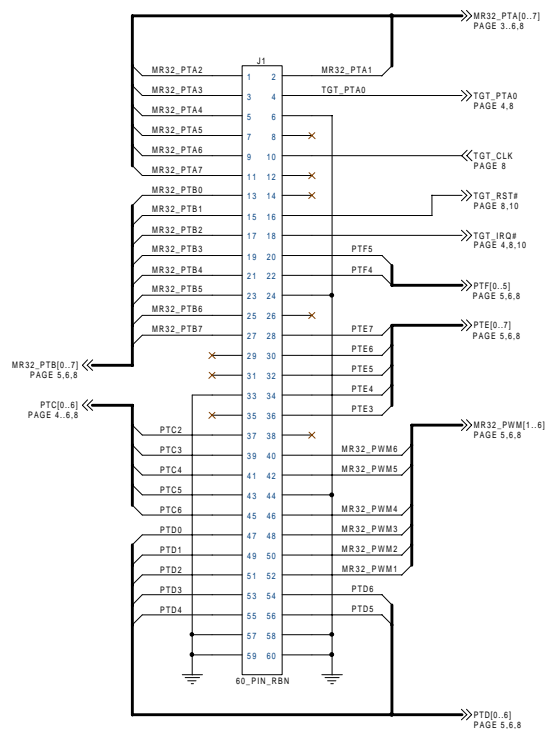 MR32_PTA[0..7]
PAGE 3..6,8
J1
MR32_PTA2 1 2 MR32_PTA1
MR32_PTA3 3 4 TGT_PTA0 TGT_PTA0
PAGE 4,8
MR32_PTA4 5 6
MR32_PTA5 7 8
MR32_PTA6 9 10 TGT_CLK
PAGE 8
MR32_PTA7 11 12
MR32_PTB0 13 14
MR32_PTB1 15 16 TGT_RST#
PAGE 8,10
MR32_PTB2 17 18 TGT_IRQ#
PAGE 4,8,10
MR32_PTB3 19 20 PTF5
MR32_PTB4 21 22 PTF4 PTF[0..5]
PAGE 5,6,8
MR32_PTB5 23 24
MR32_PTB6 25 26 PTE[0..7]
PAGE 5,6,8
MR32_PTB7 27 28 PTE7
MR32_PTB[0..7]
PAGE 5,6,8
29 30 PTE6
31 32 PTE5
33 34 PTE4
PTC[0..6]
PAGE 4..6,8
35 36 PTE3
MR32_PWM[1..6]
PAGE 5,6,8
PTC2 37 38
PTC3 39 40 MR32_PWM6
PTC4 41 42 MR32_PWM5
PTC5 43 44
PTC6 45 46 MR32_PWM4
PTD0 47 48 MR32_PWM3
PTD1 49 50 MR32_PWM2
PTD2 51 52 MR32_PWM1
PTD3 53 54 PTD6
PTD4 55 56 PTD5
57 58
59 60
60_PIN_RBN
PTD[0..6]
PAGE 5,6,8